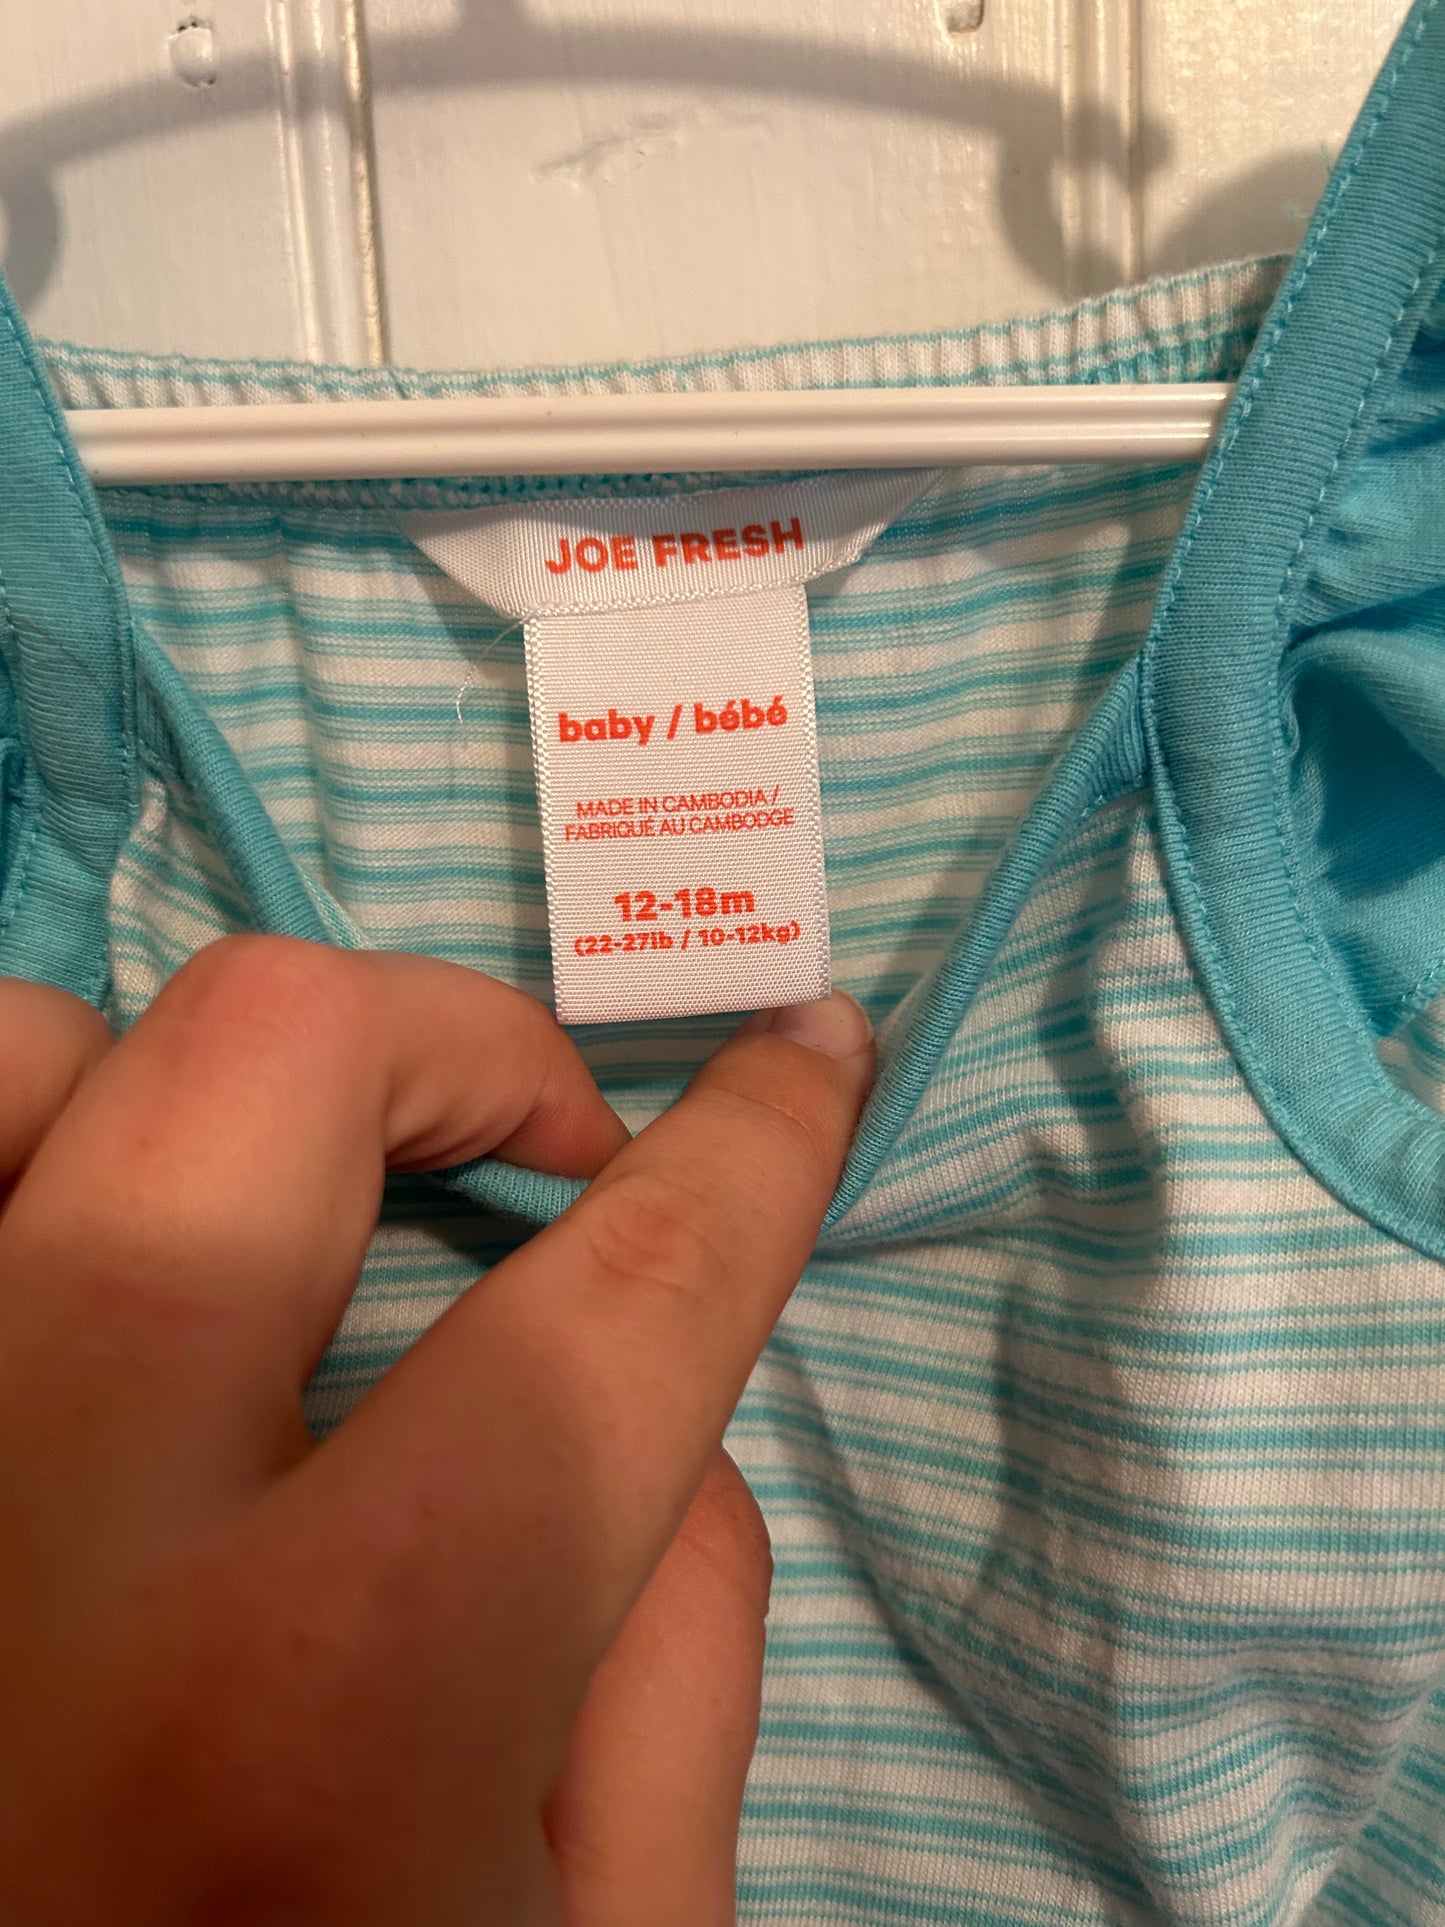 JOE FRESH
baby / bébé
MADE IN CAMBODIA /
FABRIQUÉ AU CAMBODGE
12-18m
(22-27lb / 10-12kg)